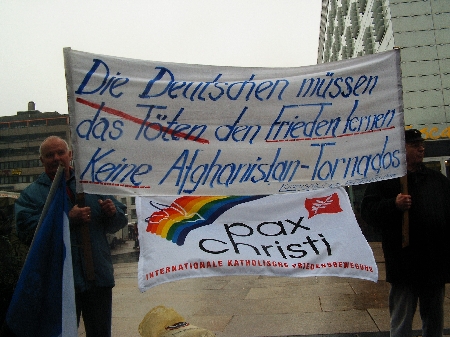 Die Deutschen müssen
das Töten den Frieden lernen
Keine Afghanistan-Tornados
pax
christi
INTERNATIONALE KATHOLISCHE FRIEDENSBEWEGUNG